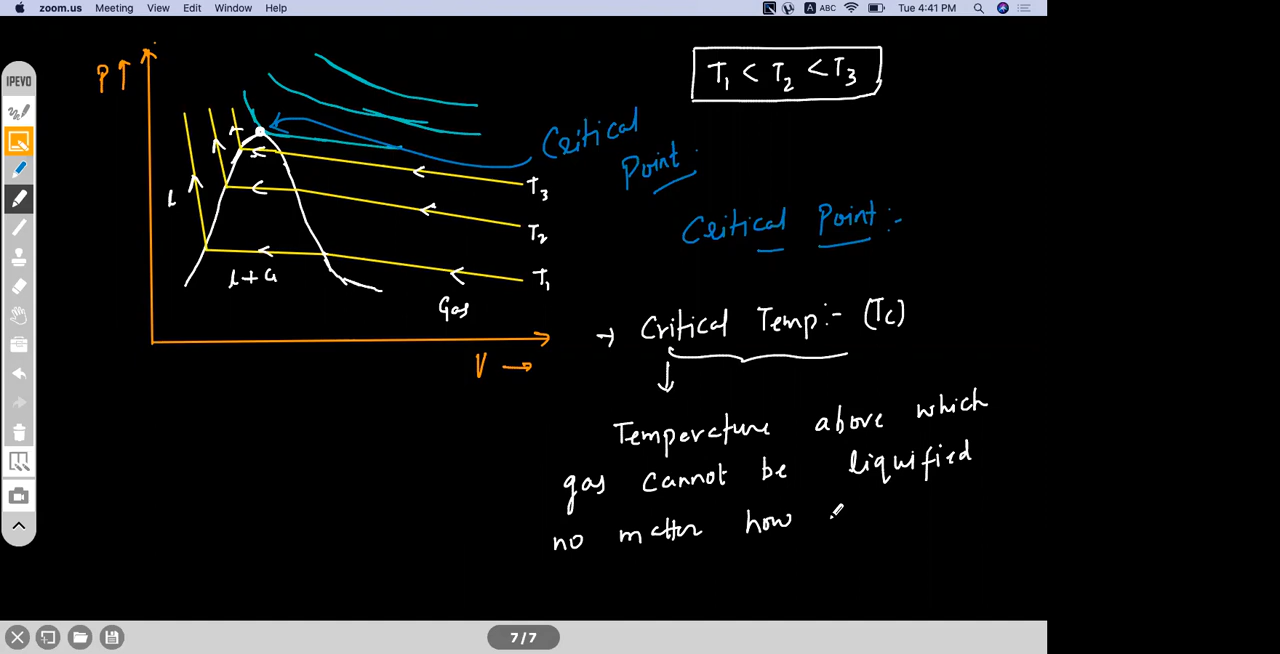 zoom.us Meeting View Edit Window Help ABC Tue 4:41 PM
IPEVO
P↑
T₁ < T₂ < T₃
Critical
Point
L
T₃
T₂
T₁
l + G
Gas
V →
Critical Point :-
→ Critical Temp :- (Tc)
Temperature above which
gas cannot be liquified
no matter how
7/7